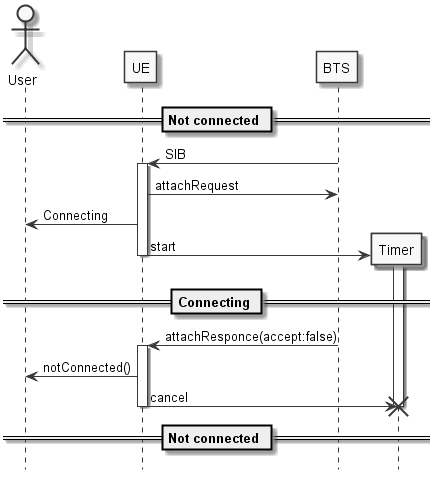 User
UE
BTS
Not connected
SIB
attachRequest
Connecting
start
Timer
Connecting
attachResponce(accept:false)
notConnected()
cancel
Not connected